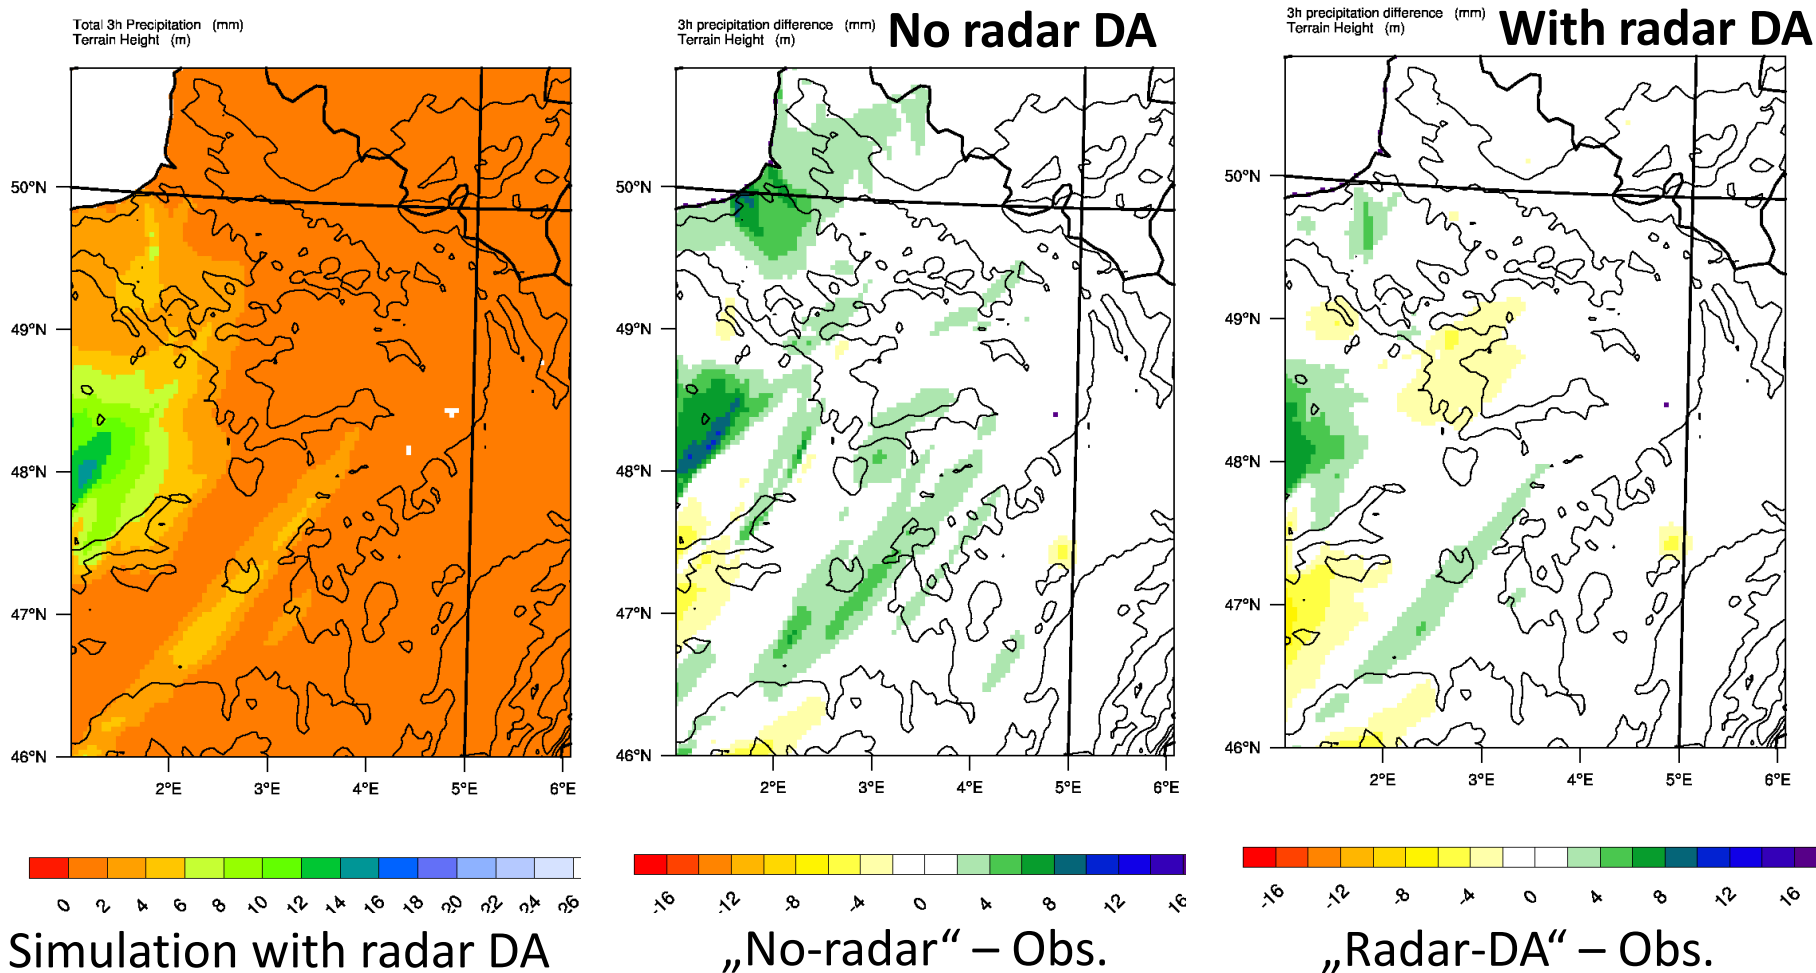 Total 3h Precipitation (mm)
Terrain Height (m)
3h precipitation difference (mm)
Terrain Height (m)
No radar DA
3h precipitation difference (mm)
Terrain Height (m)
With radar DA
50°N
49°N
48°N
47°N
46°N
2°E 3°E 4°E 5°E 6°E
50°N
49°N
48°N
47°N
46°N
2°E 3°E 4°E 5°E 6°E
50°N
49°N
48°N
47°N
46°N
2°E 3°E 4°E 5°E 6°E
0 2 4 6 8 10 12 14 16 18 20 22 24 26
-16 -12 -8 -4 0 4 8 12 16
-16 -12 -8 -4 0 4 8 12 16
Simulation with radar DA
„No-radar“ – Obs.
„Radar-DA“ – Obs.